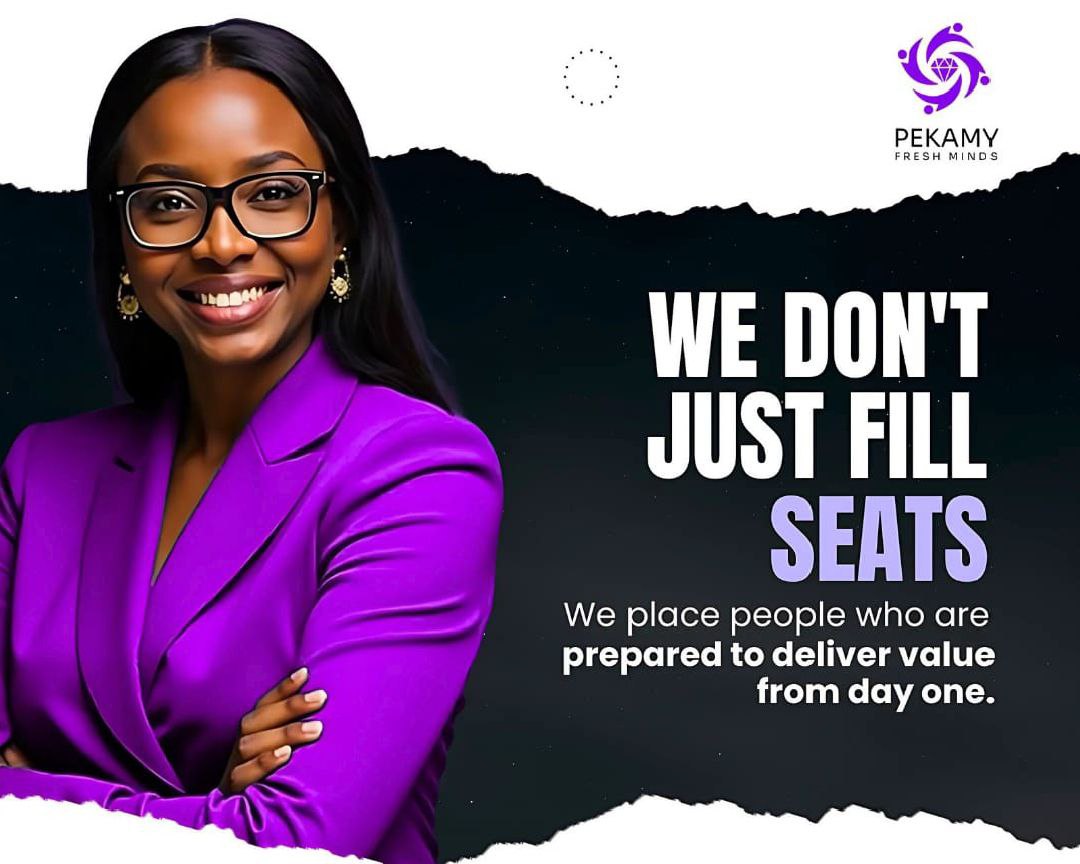 PEKAMY
FRESH MINDS
WE DON'T
JUST FILL
SEATS
We place people who are
prepared to deliver value
from day one.